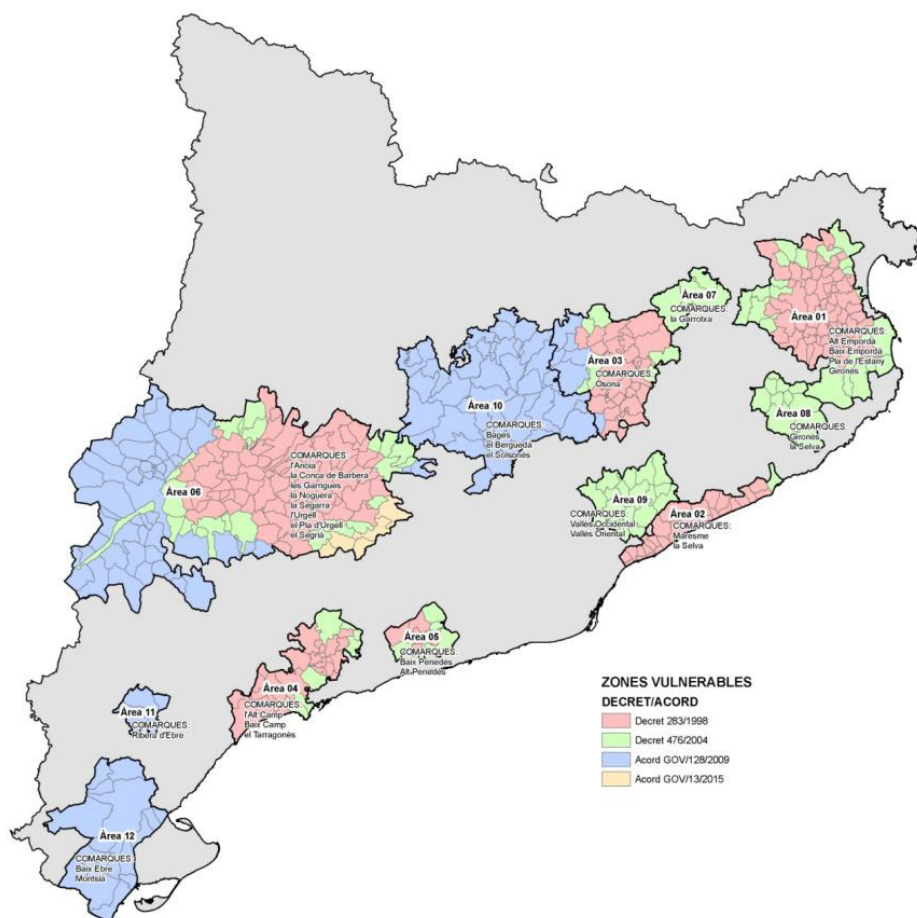 Àrea 07
COMARQUES:
la Garrotxa
Àrea 01
COMARQUES:
Alt Empordà
Baix Empordà
Pla de l'Estany
Gironès
Àrea 03
COMARQUES:
Osona
Àrea 10
COMARQUES:
Bages
el Berguedà
el Solsonès
Àrea 08
COMARQUES:
Gironès
la Selva
Àrea 06
COMARQUES:
l'Anoia
la Conca de Barberà
les Garrigues
la Noguera
la Segarra
l'Urgell
el Pla d'Urgell
el Segrià
Àrea 09
COMARQUES:
Vallès Occidental
Vallès Oriental
Àrea 02
COMARQUES:
Maresme
la Selva
Àrea 05
COMARQUES:
Baix Penedès
Alt Penedès
Àrea 04
COMARQUES:
l'Alt Camp
Baix Camp
el Tarragonès
Àrea 11
COMARQUES:
Ribera d'Ebre
Àrea 12
COMARQUES:
Baix Ebre
Montsià
ZONES VULNERABLES
DECRET/ACORD
Decret 283/1998
Decret 476/2004
Acord GOV/128/2009
Acord GOV/13/2015